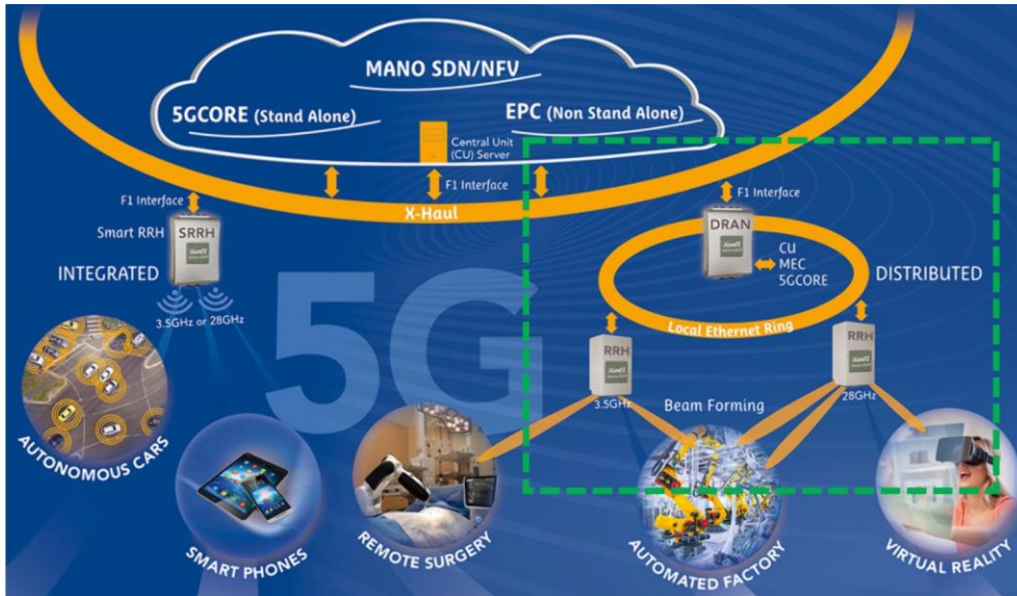 MANO SDN/NFV
5GCORE (Stand Alone)
EPC (Non Stand Alone)
Central Unit
(CU) Server
F1 Interface
X-Haul
F1 Interface
Smart RRH
SRRH
INTEGRATED
3.5GHz or 28GHz
5G
F1 Interface
DRAN
CU
MEC
5GCORE
DISTRIBUTED
Local Ethernet Ring
RRH
3.5GHz
RRH
28GHz
Beam Forming
AUTONOMOUS CARS
SMART PHONES
REMOTE SURGERY
AUTOMATED FACTORY
VIRTUAL REALITY